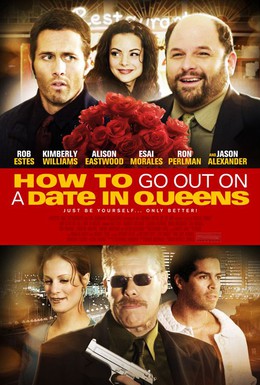 Restaurant
ROB ESTES
KIMBERLY WILLIAMS
ALISON EASTWOOD
ESAI MORALES
RON PERLMAN
AND JASON ALEXANDER
HOW TO GO OUT ON
A DATE IN QUEENS
JUST BE YOURSELF... ONLY BETTER!